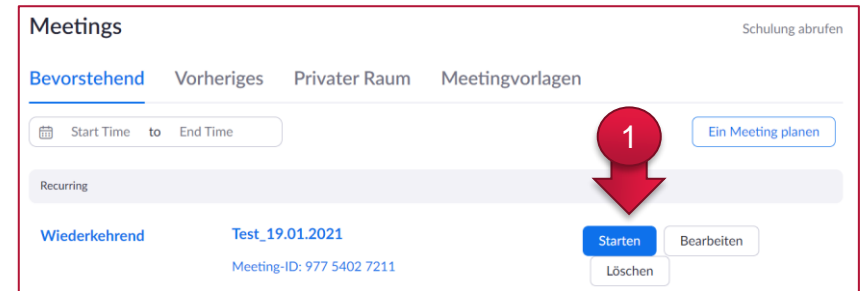 Meetings
Schulung abrufen
Bevorstehend Vorheriges Privater Raum Meetingvorlagen
Start Time to End Time
1
Ein Meeting planen
Recurring
Wiederkehrend
Test_19.01.2021
Starten Bearbeiten
Meeting-ID: 977 5402 7211
Löschen